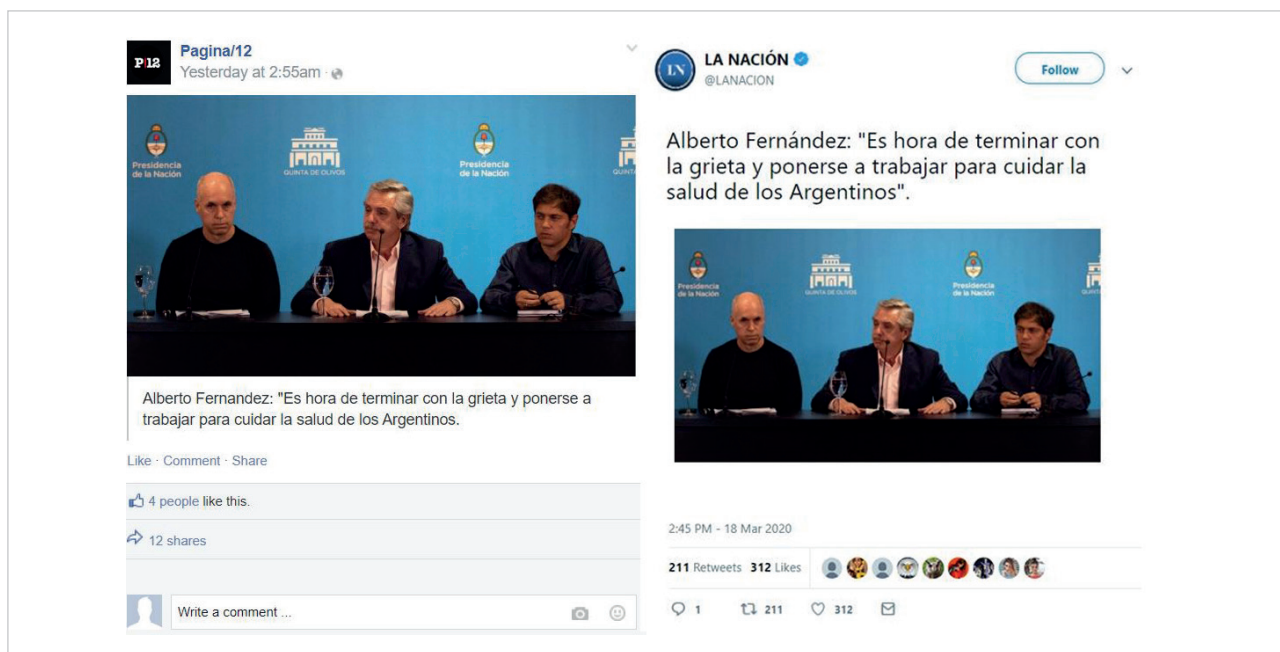 P12
Pagina/12
Yesterday at 2:55am ·
Presidencia
de la Nación
QUINTA DE OLIVOS
Presidencia
de la Nación
QUINT
Alberto Fernandez: "Es hora de terminar con la grieta y ponerse a
trabajar para cuidar la salud de los Argentinos.
Like · Comment · Share
4 people like this.
12 shares
Write a comment ...
LN
LA NACIÓN
@LANACION
Follow
Alberto Fernández: "Es hora de terminar con
la grieta y ponerse a trabajar para cuidar la
salud de los Argentinos".
Presidencia
de la Nación
QUINTA DE OLIVOS
Presidencia
de la Nación
2:45 PM - 18 Mar 2020
211 Retweets 312 Likes
1 211 312